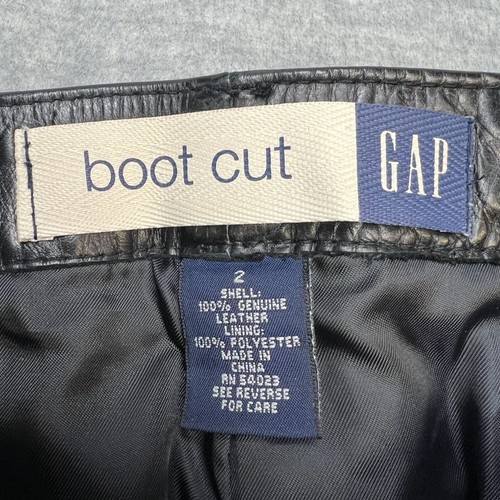 boot cut GAP
2
SHELL:
100% GENUINE
LEATHER
LINING:
100% POLYESTER
MADE IN
CHINA
RN 54023
SEE REVERSE
FOR CARE